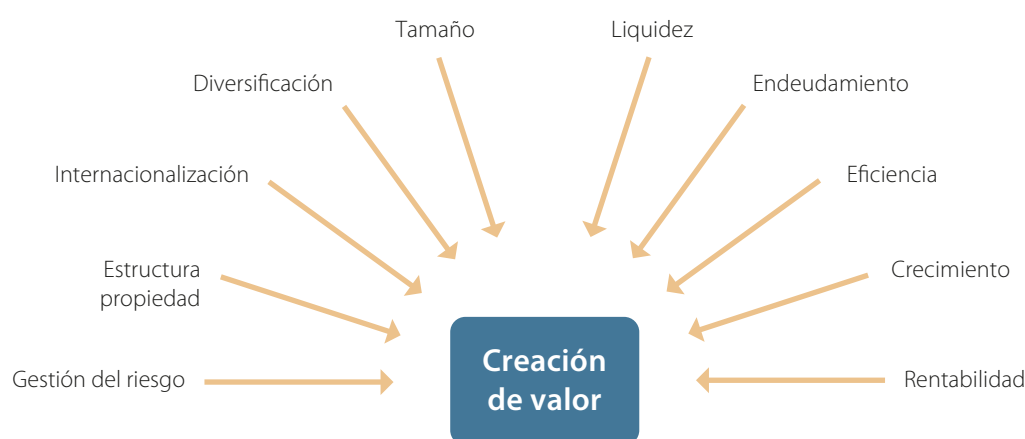 Tamaño
Liquidez
Diversificación
Endeudamiento
Internacionalización
Eficiencia
Estructura
propiedad
Crecimiento
Gestión del riesgo
Creación
de valor
Rentabilidad